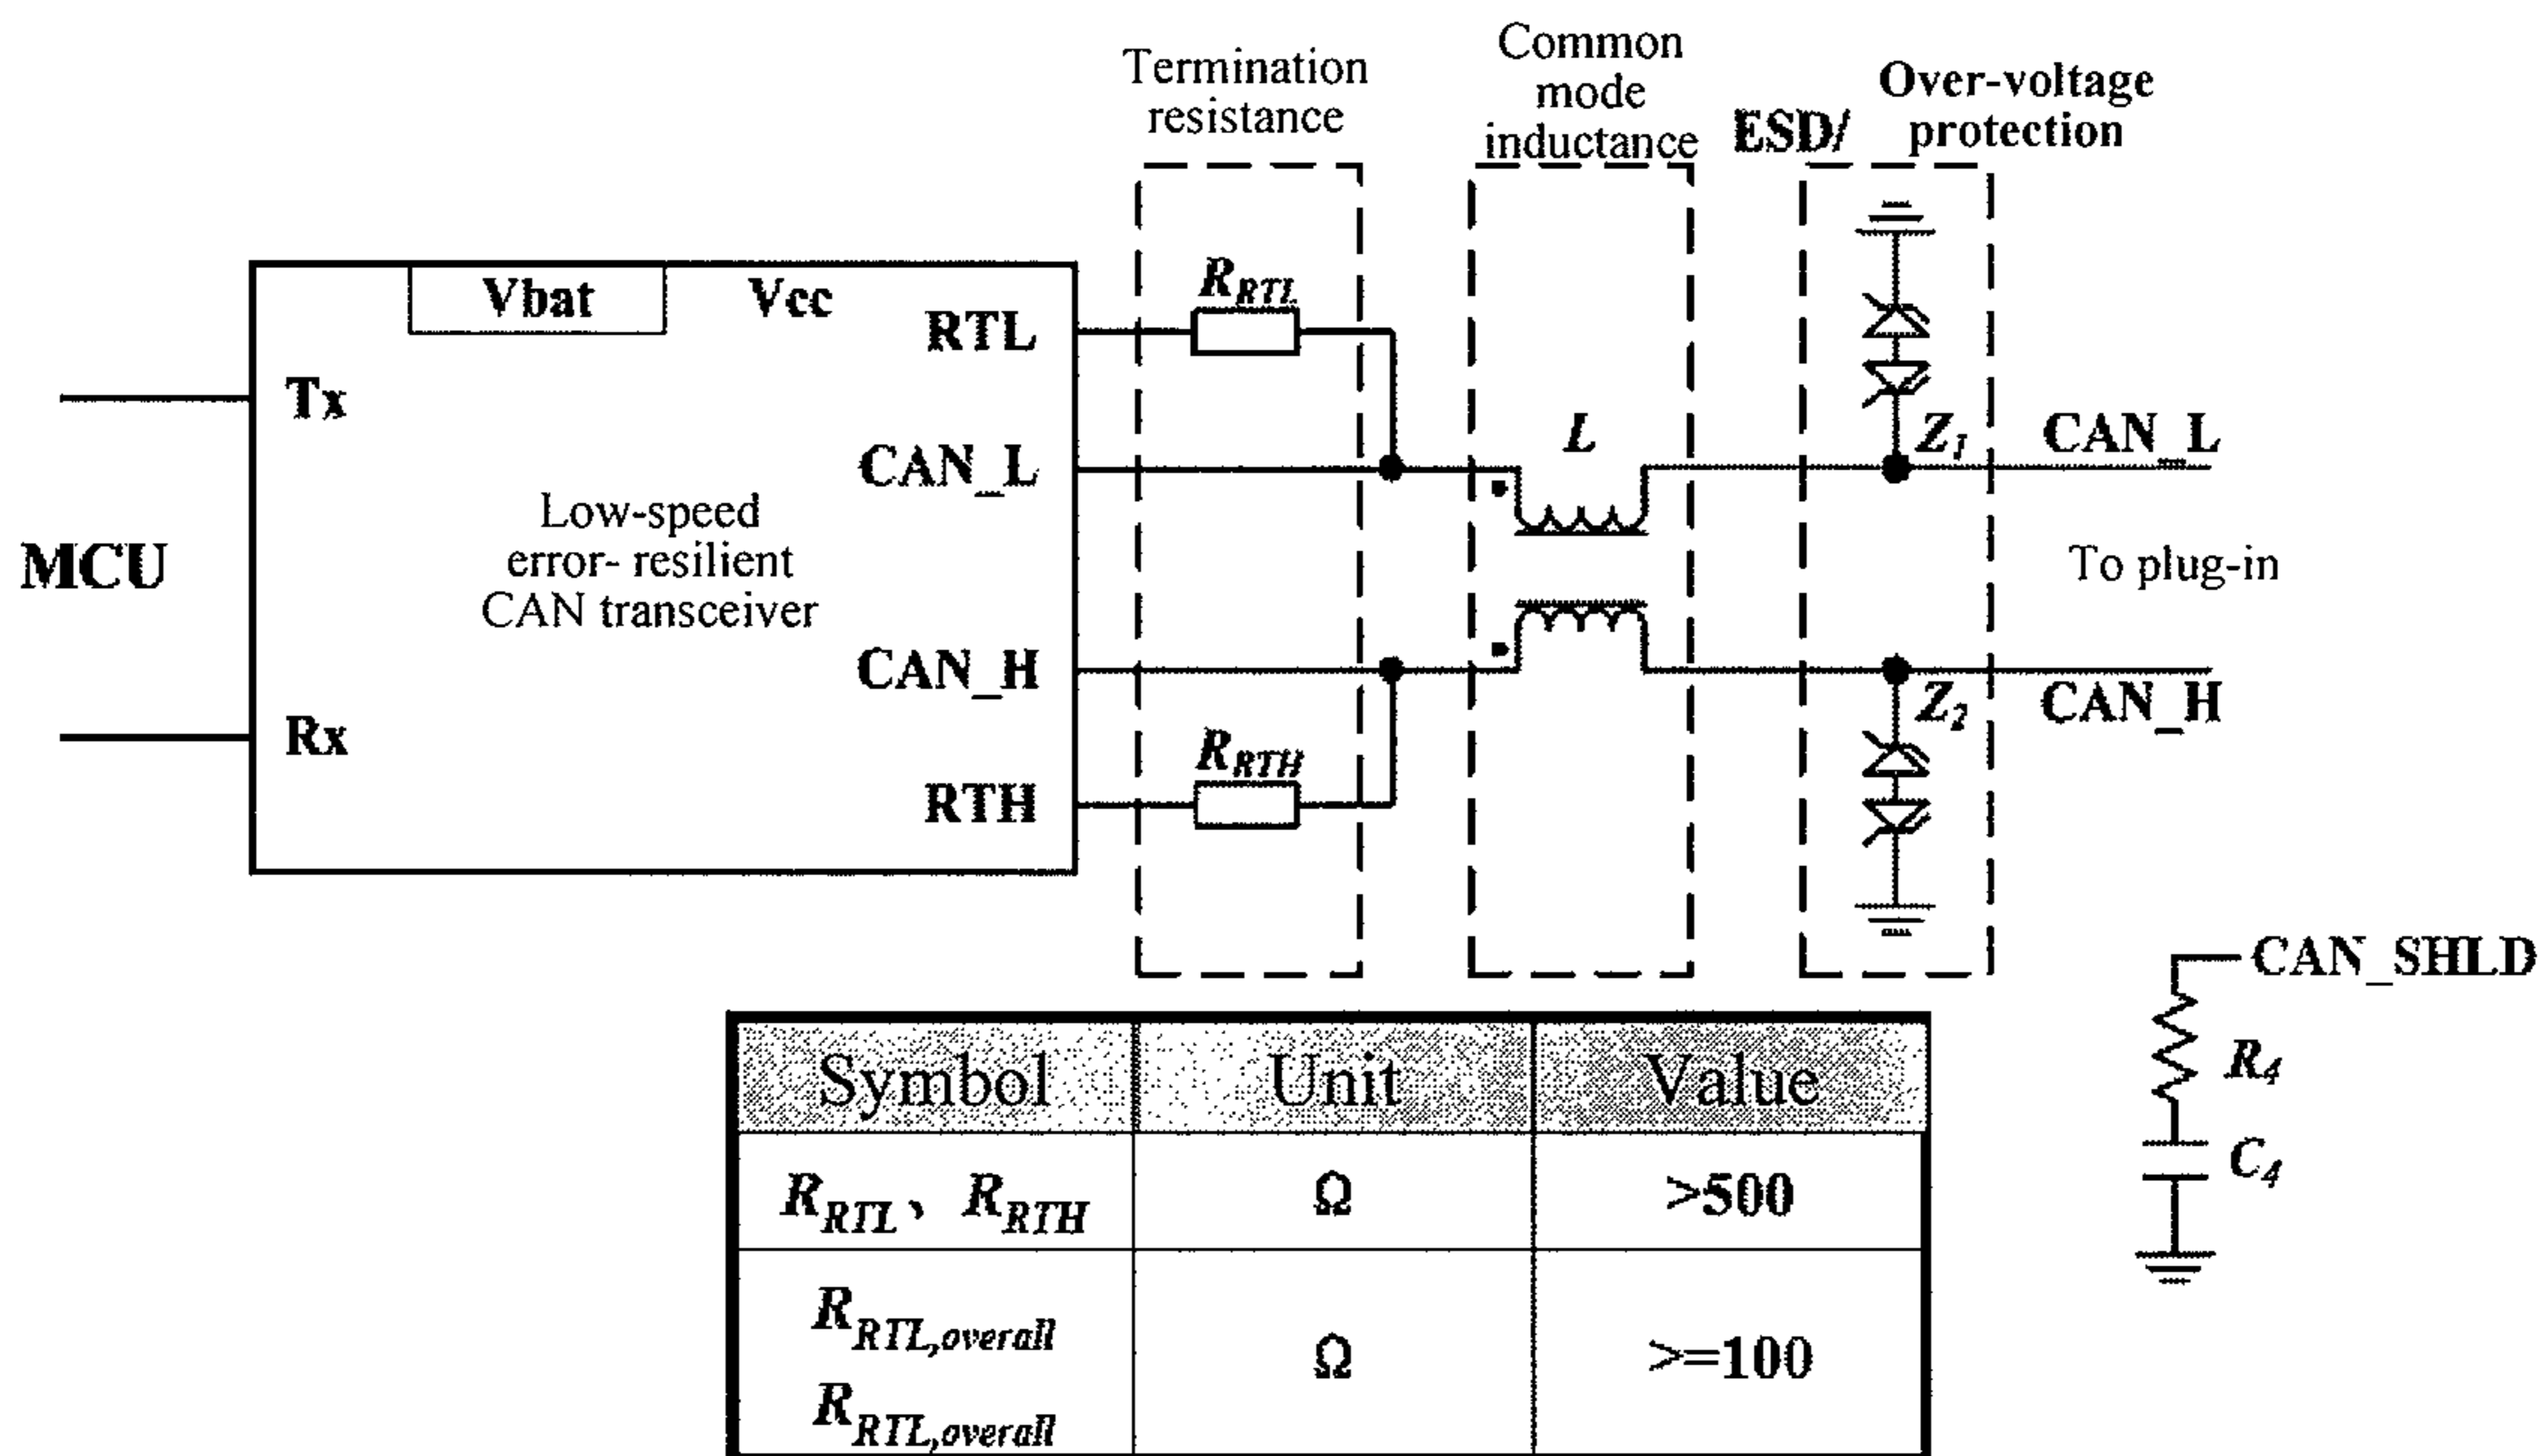 Termination
resistance
Common
mode
inductance
ESD/
Over-voltage
protection
Vbat
Vcc
RTL
R_RTL
Tx
CAN_L
L
Z_1
CAN_L
MCU
Low-speed
error- resilient
CAN transceiver
To plug-in
CAN_H
Z_2
CAN_H
Rx
R_RTH
RTH
CAN_SHLD
R_4
C_4
Symbol Unit Value
R_RTL、 R_RTH Ω >500
R_RTL,overall
R_RTL,overall
Ω >=100